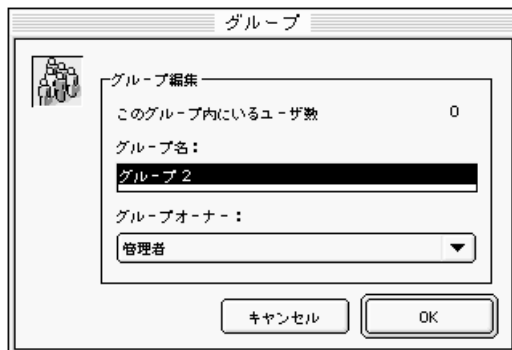 グループ
グループ編集
このグループ内にいるユーザ数 0
グループ名：
グループ 2
グループオーナー：
管理者
キャンセル OK